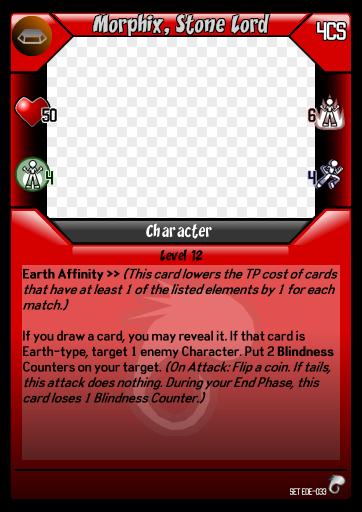 Morphix, Stone Lord
4CS
50
6
4
4
Character
Level 12
Earth Affinity >> (This card lowers the TP cost of cards
that have at least 1 of the listed elements by 1 for each
match.)
If you draw a card, you may reveal it. If that card is
Earth-type, target 1 enemy Character. Put 2 Blindness
Counters on your target. (On Attack: Flip a coin. If tails,
this attack does nothing. During your End Phase, this
card loses 1 Blindness Counter.)
SET EOE-033